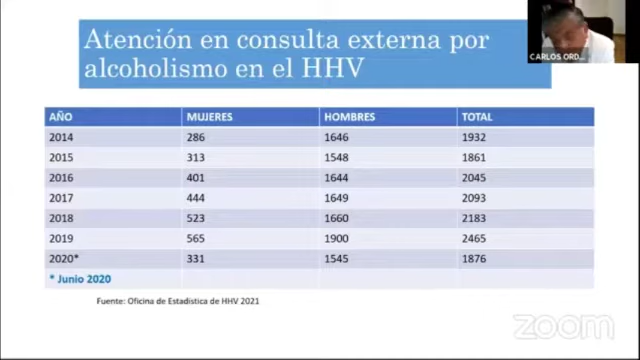 Atención en consulta externa por
alcoholismo en el HHV
CARLOS ORD...
AÑO MUJERES HOMBRES TOTAL
2014 286 1646 1932
2015 313 1548 1861
2016 401 1644 2045
2017 444 1649 2093
2018 523 1660 2183
2019 565 1900 2465
2020* 331 1545 1876
* Junio 2020
Fuente: Oficina de Estadistica de HHV 2021
zoom